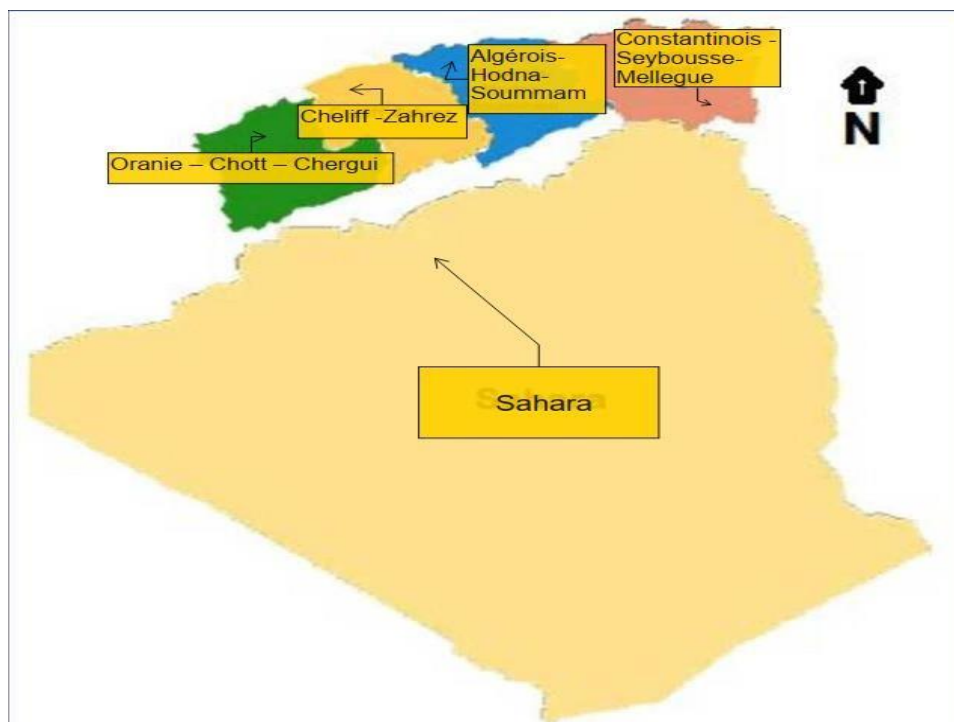 Constantinois -
Seybousse-
Mellegue
Algérois-
Hodna-
Soummam
Cheliff -Zahrez
Oranie – Chott – Chergui
N
Sahara